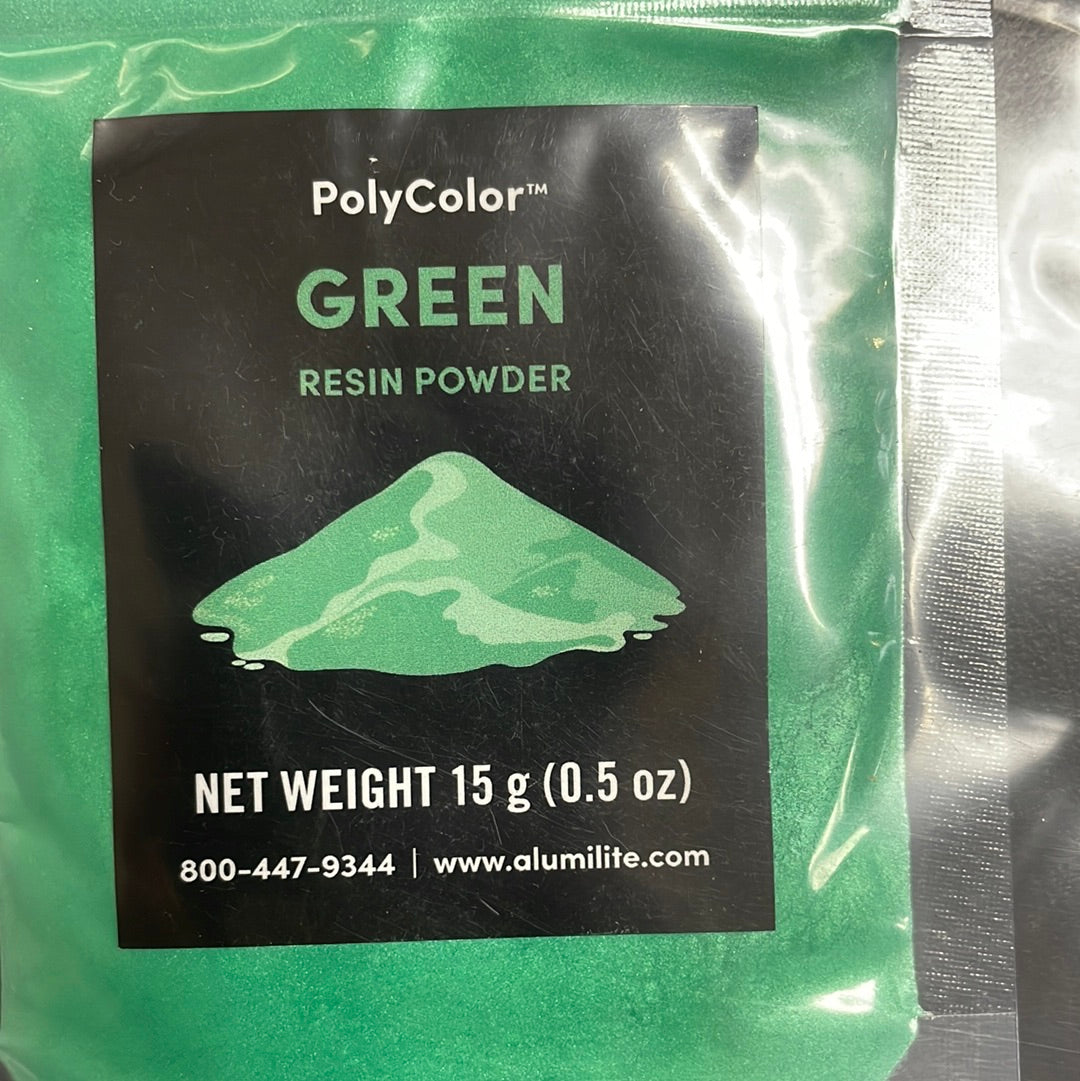 PolyColor™
GREEN
RESIN POWDER
NET WEIGHT 15 g (0.5 oz)
800-447-9344 | www.alumilite.com